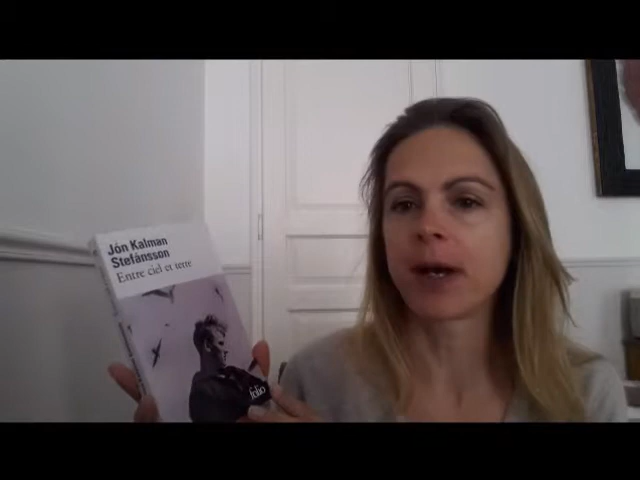 Jón Kalman
Stefánsson
Entre ciel et terre
folio